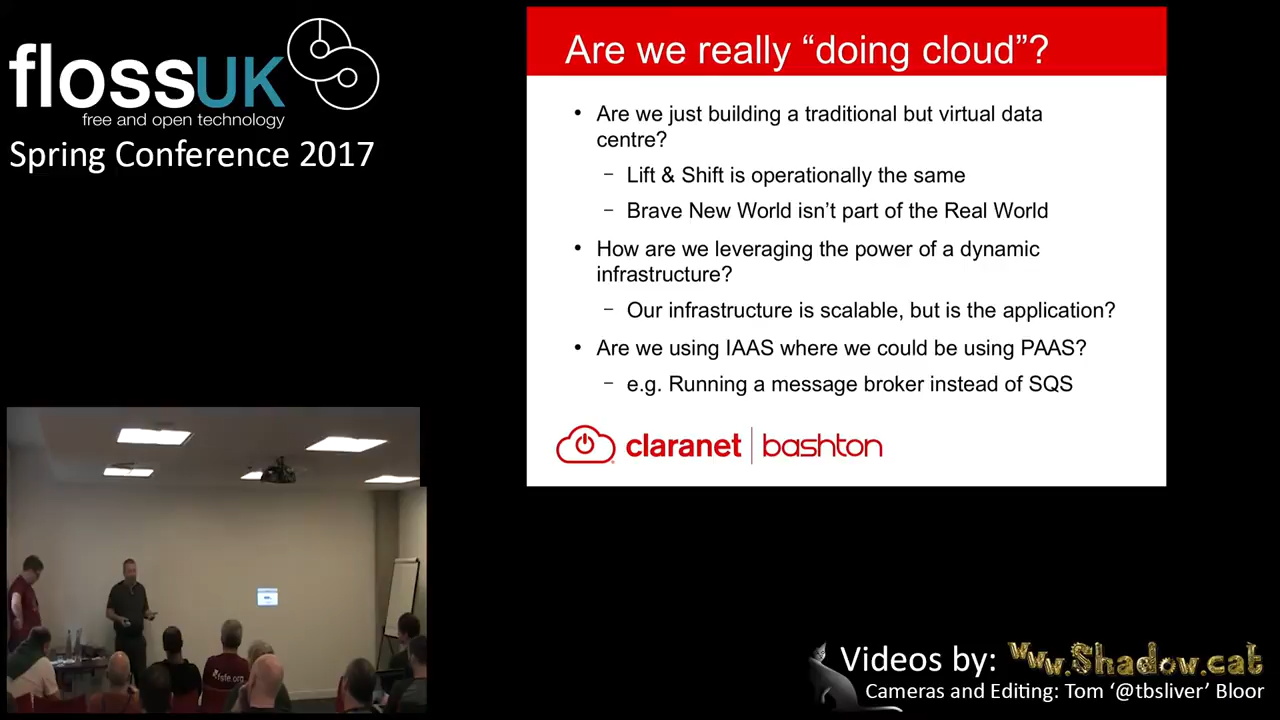 flossUK
free and open technology
Spring Conference 2017
Are we really “doing cloud”?
• Are we just building a traditional but virtual data
centre?
– Lift & Shift is operationally the same
– Brave New World isn’t part of the Real World
• How are we leveraging the power of a dynamic
infrastructure?
– Our infrastructure is scalable, but is the application?
• Are we using IAAS where we could be using PAAS?
– e.g. Running a message broker instead of SQS
claranet | bashton
fsfe.org
Videos by: Www.Shadow.cat
Cameras and Editing: Tom ‘@tbsliver’ Bloor